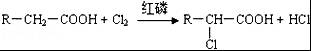 R—CH₂—COOH + Cl₂ 红磷→ R—CH—COOH + HCl
Cl